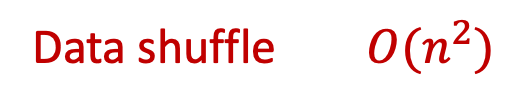 Data shuffle O(n²)